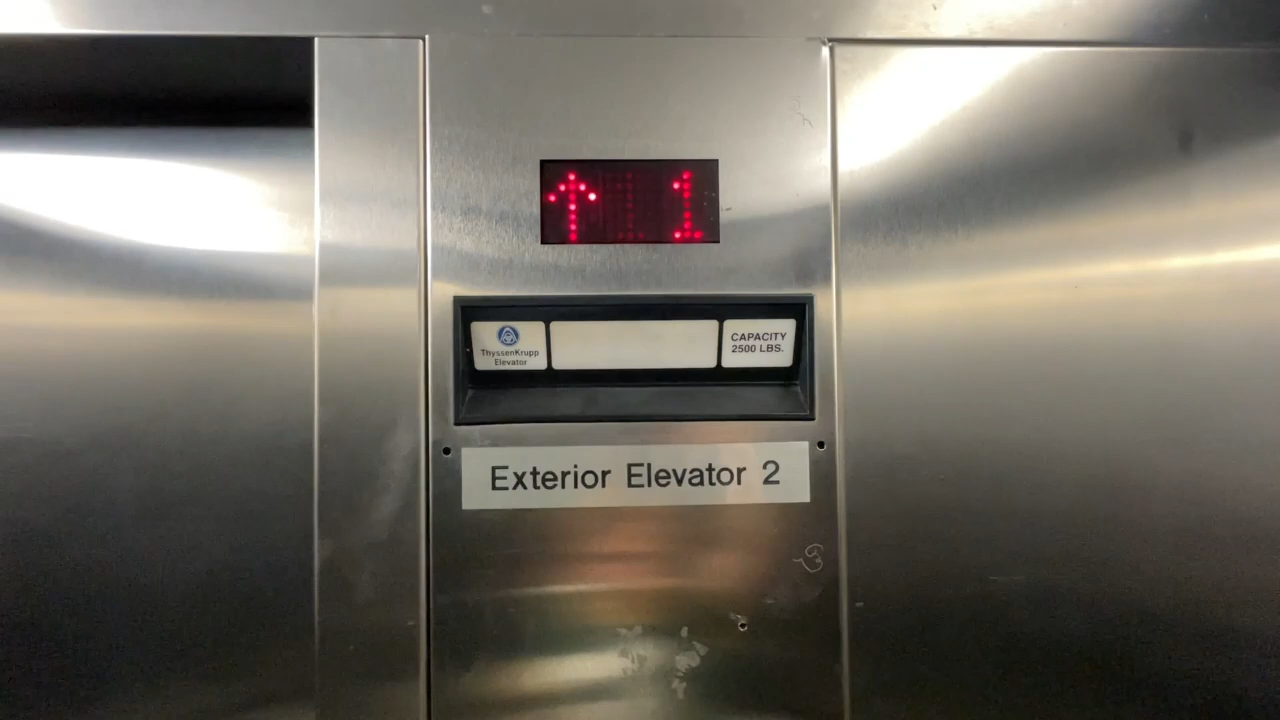 ↑ 1
ThyssenKrupp
Elevator
CAPACITY
2500 LBS.
Exterior Elevator 2